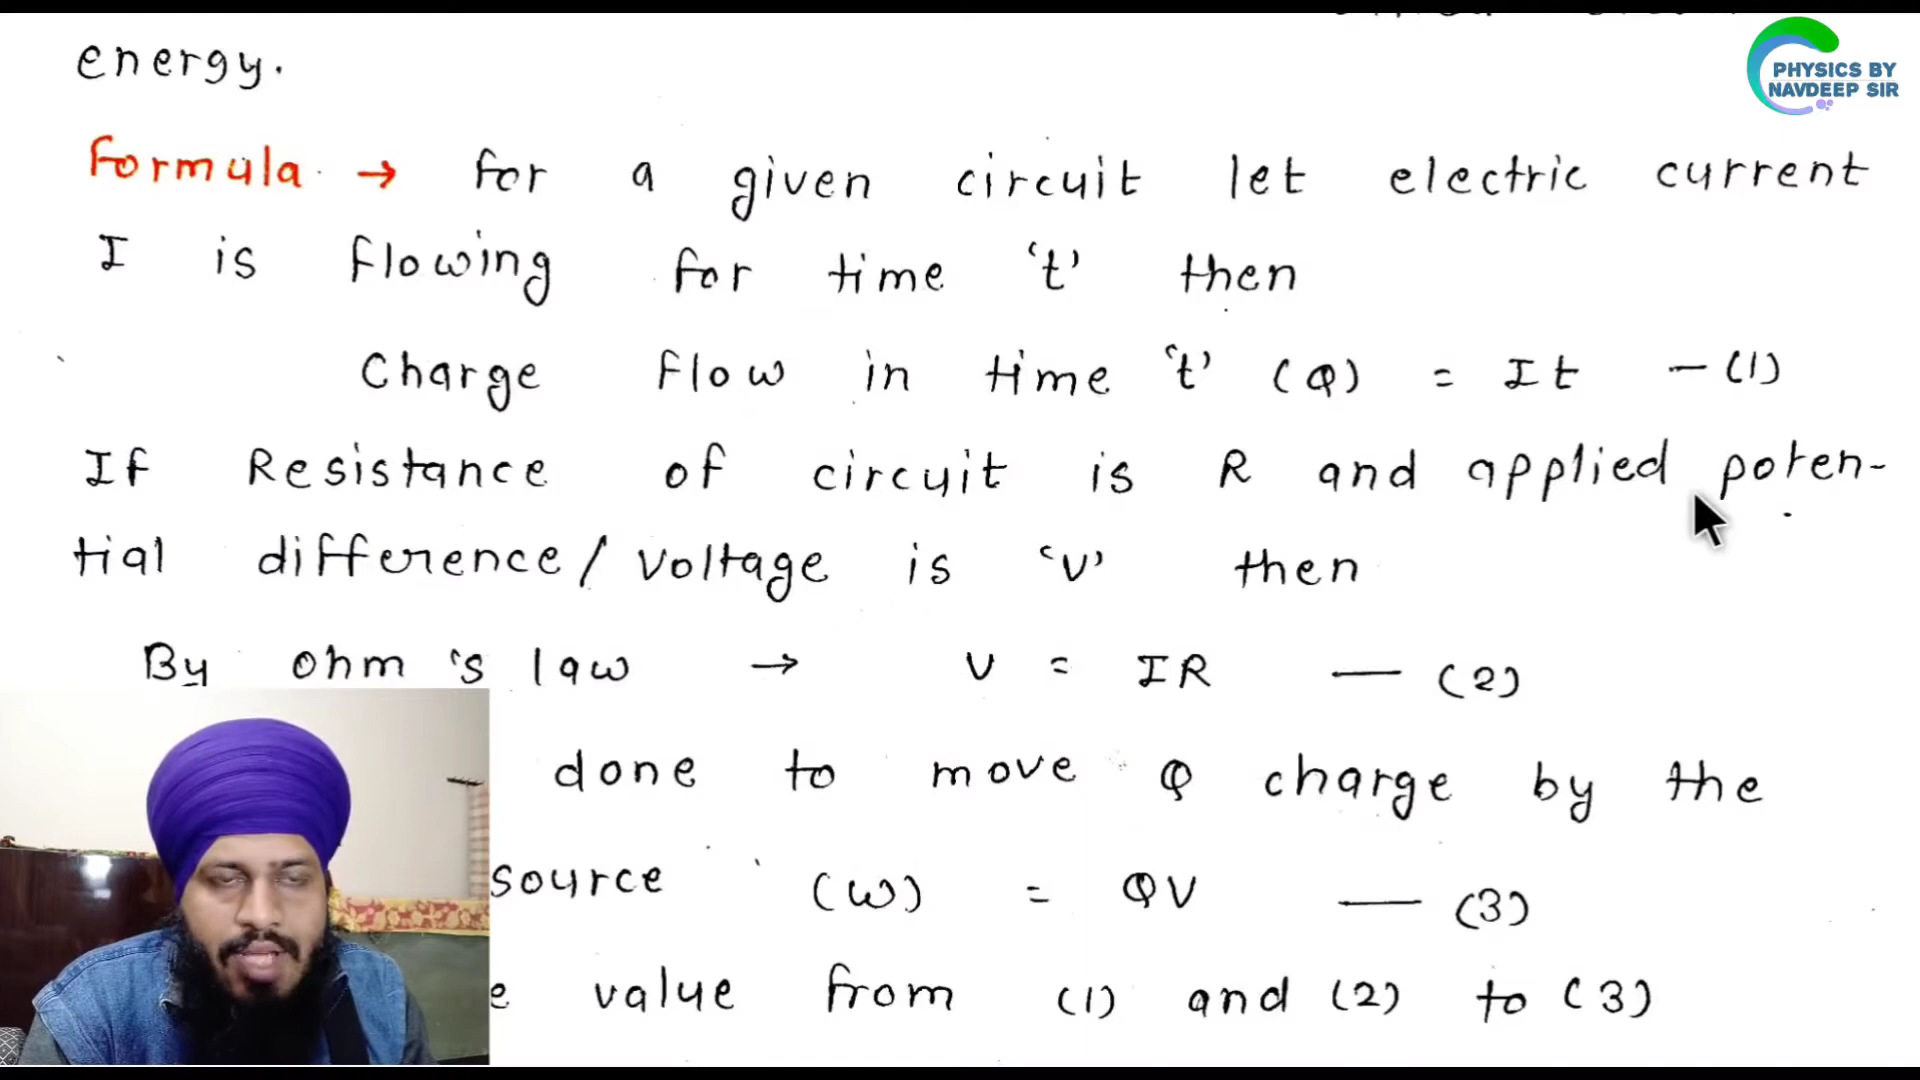 energy.
PHYSICS BY
NAVDEEP SIR
Formula → for a given circuit let electric current
I is flowing for time 't' then
Charge flow in time 't' (Q) = It - (1)
If Resistance of circuit is R and applied poten-
tial difference/voltage is 'v' then
By ohm's law → V = IR — (2)
done to move Q charge by the
source (w) = QV — (3)
value from (1) and (2) to (3)